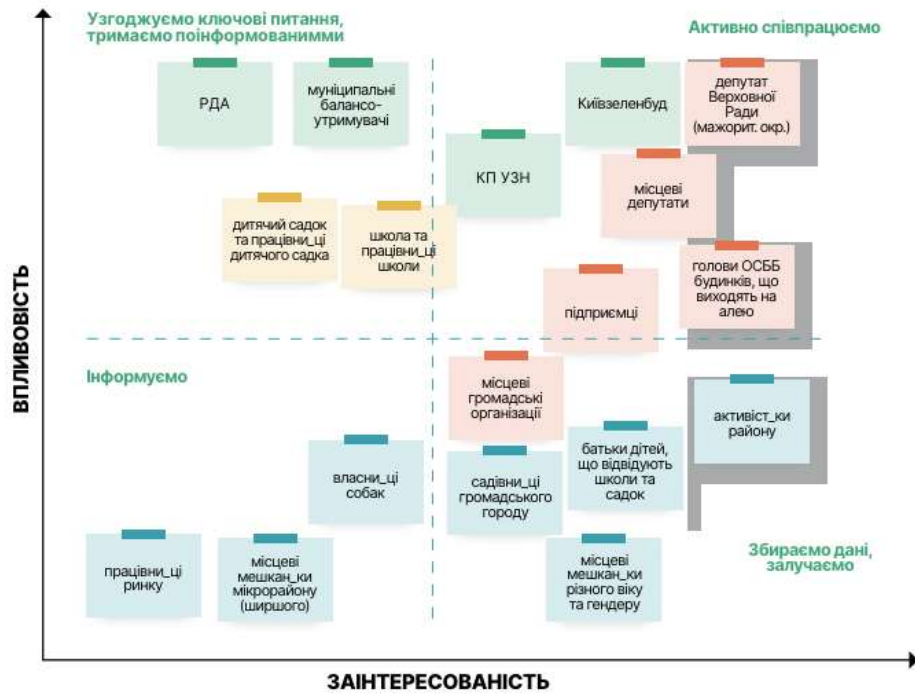 Узгоджуємо ключові питання,
тримаємо поінформованимми
Активно співпрацюємо
РДА
муніципальні
балансо-
утримувачі
Київзеленбуд
депутат
Верховної
Ради
(мажорит. окр.)
КП УЗН
місцеві
депутати
дитячий садок
та працівни_ці
дитячого садка
школа та
працівни_ці
школи
підприємці
голови ОСББ
будинків, що
виходять на
алею
ВПЛИВОВІСТЬ
Інформуємо
місцеві
громадські
організації
активіст_ки
району
власни_ці
собак
садівни_ці
громадського
городу
батьки дітей,
що відвідують
школи та
садок
працівни_ці
ринку
місцеві
мешкан_ки
мікрорайону
(ширшого)
місцеві
мешкан_ки
різного віку
та гендеру
Збираємо дані,
залучаємо
ЗАІНТЕРЕСОВАНІСТЬ